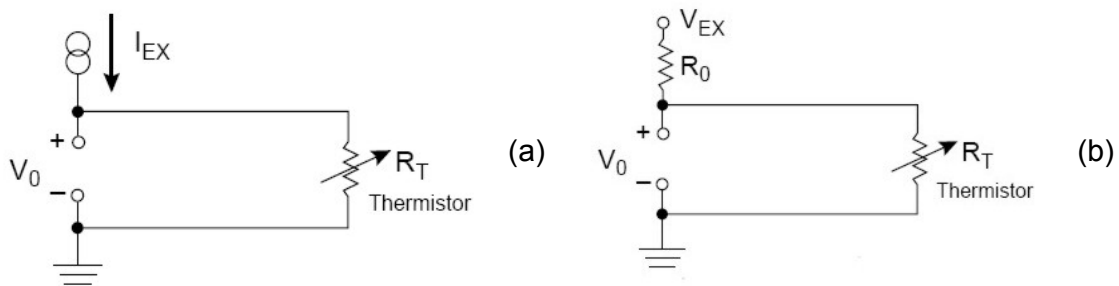 I_EX
+
V_0
−
R_T
Thermistor
(a)
V_EX
R_0
+
V_0
−
R_T
Thermistor
(b)